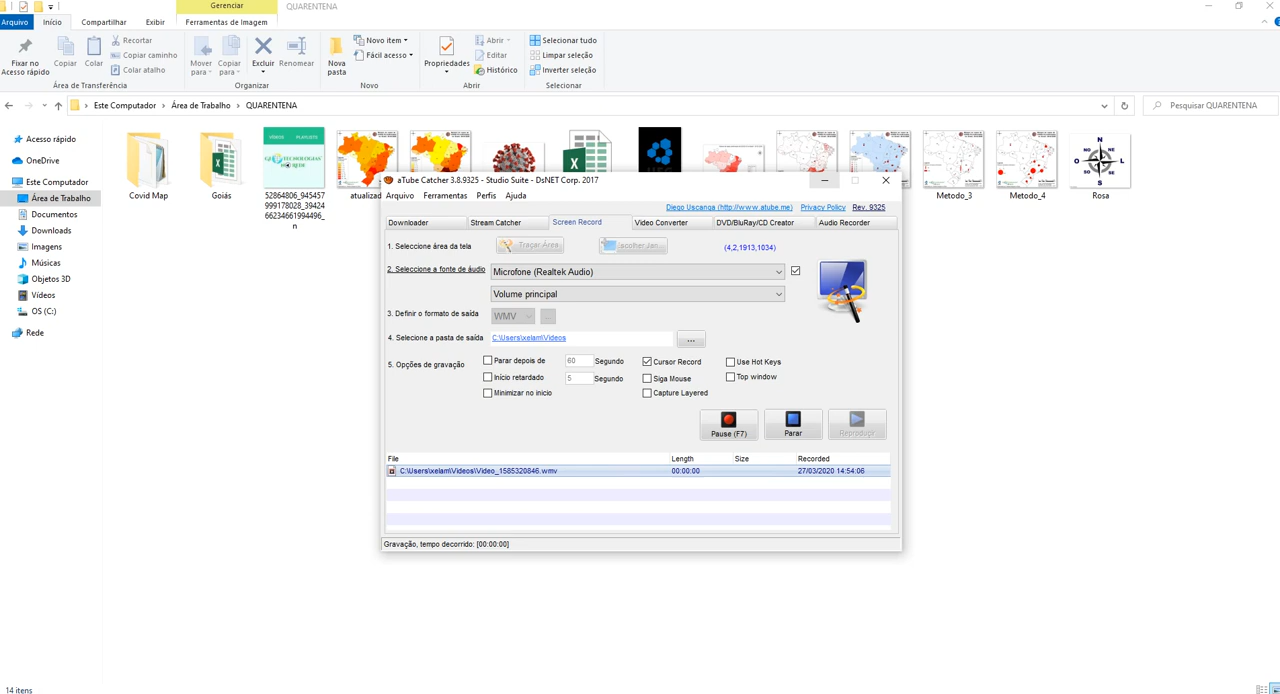 Gerenciar
QUARENTENA
Arquivo
Início
Compartilhar
Exibir
Ferramentas de Imagem
Fixar no
Acesso rápido
Copiar
Colar
Recortar
Copiar caminho
Colar atalho
Mover
para
Copiar
para
Excluir
Renomear
Nova
pasta
Novo item
Fácil acesso
Propriedades
Abrir
Editar
Histórico
Selecionar tudo
Limpar seleção
Inverter seleção
Área de Transferência
Organizar
Novo
Abrir
Selecionar
Este Computador
Área de Trabalho
QUARENTENA
Pesquisar QUARENTENA
Acesso rápido
OneDrive
Este Computador
Área de Trabalho
Documentos
Downloads
Imagens
Músicas
Objetos 3D
Vídeos
OS (C:)
Rede
Covid Map
Goiás
VÍDEOS PLAYLISTS
52864806_945457
999178028_39424
66234661994496_
n
atualizad
Metodo_3
Metodo_4
N
NO NE
O L
SO SE
S
Rosa
aTube Catcher 3.8.9325 - Studio Suite - DsNET Corp. 2017
Arquivo Ferramentas Perfis Ajuda
Diego Uscanga (http://www.atube.me) Privacy Policy Rev. 9325
Downloader
Stream Catcher
Screen Record
Video Converter
DVD/BluRay/CD Creator
Audio Recorder
1. Seleccione área da tela
Traçar Área
Escolher Jan...
(4,2,1913,1034)
2. Seleccione a fonte de áudio
Microfone (Realtek Audio)
Volume principal
3. Definir o formato de saída
WMV
...
4. Selecione a pasta de saída
C:\Users\xelam\Videos
...
5. Opções de gravação
Parar depois de
60
Segundo
Cursor Record
Use Hot Keys
Início retardado
5
Segundo
Siga Mouse
Top window
Minimizar no inicio
Capture Layered
Pause (F7)
Parar
Reproduzir
File
Length
Size
Recorded
C:\Users\xelam\Videos\Video_1585320846.wmv
00:00:00
27/03/2020 14:54:06
Gravação, tempo decorrido: [00:00:00]
14 itens